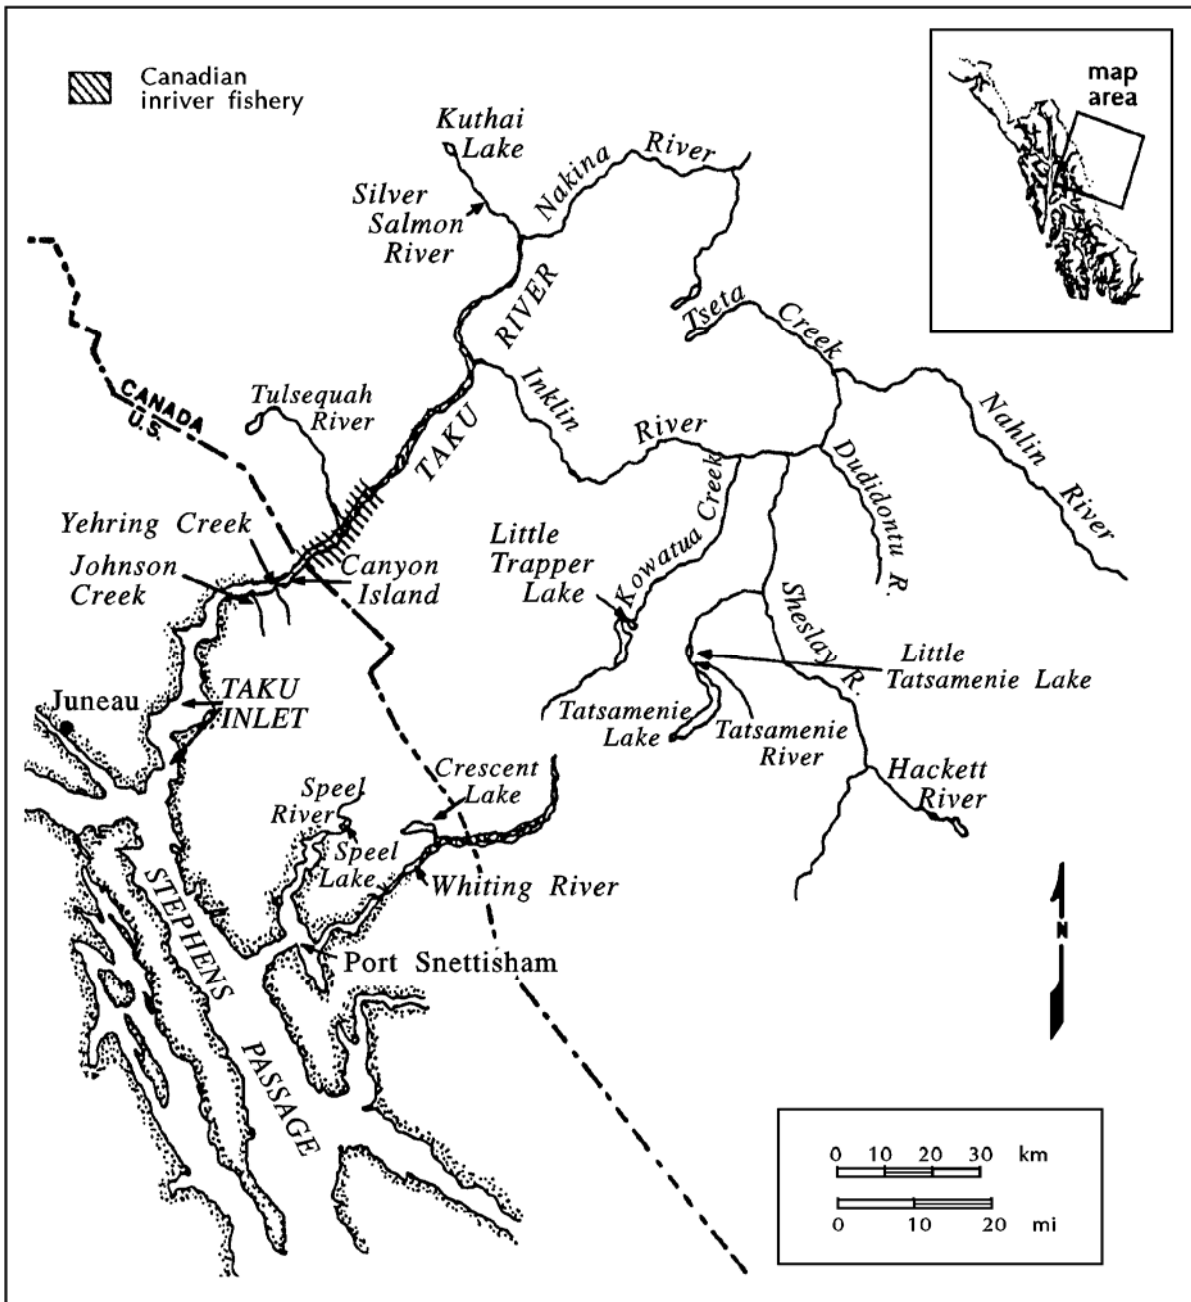 Canadian
inriver fishery
map
area
Kuthai
Lake
Nakina River
Silver
Salmon
River
TAKU RIVER
Tseta Creek
Nahlin River
CANADA
U.S.
Tulsequah
River
Inklin River
Dudidontu R.
Kowatua Creek
Yehring Creek
Little
Trapper
Lake
Johnson
Creek
Canyon
Island
Sheslay R.
Little
Tatsamenie Lake
Juneau
TAKU
INLET
Tatsamenie
Lake
Tatsamenie
River
Hackett
River
Crescent
Lake
Speel
River
Speel
Lake
Whiting River
Port Snettisham
STEPHENS PASSAGE
N
0 10 20 30 km
0 10 20 mi